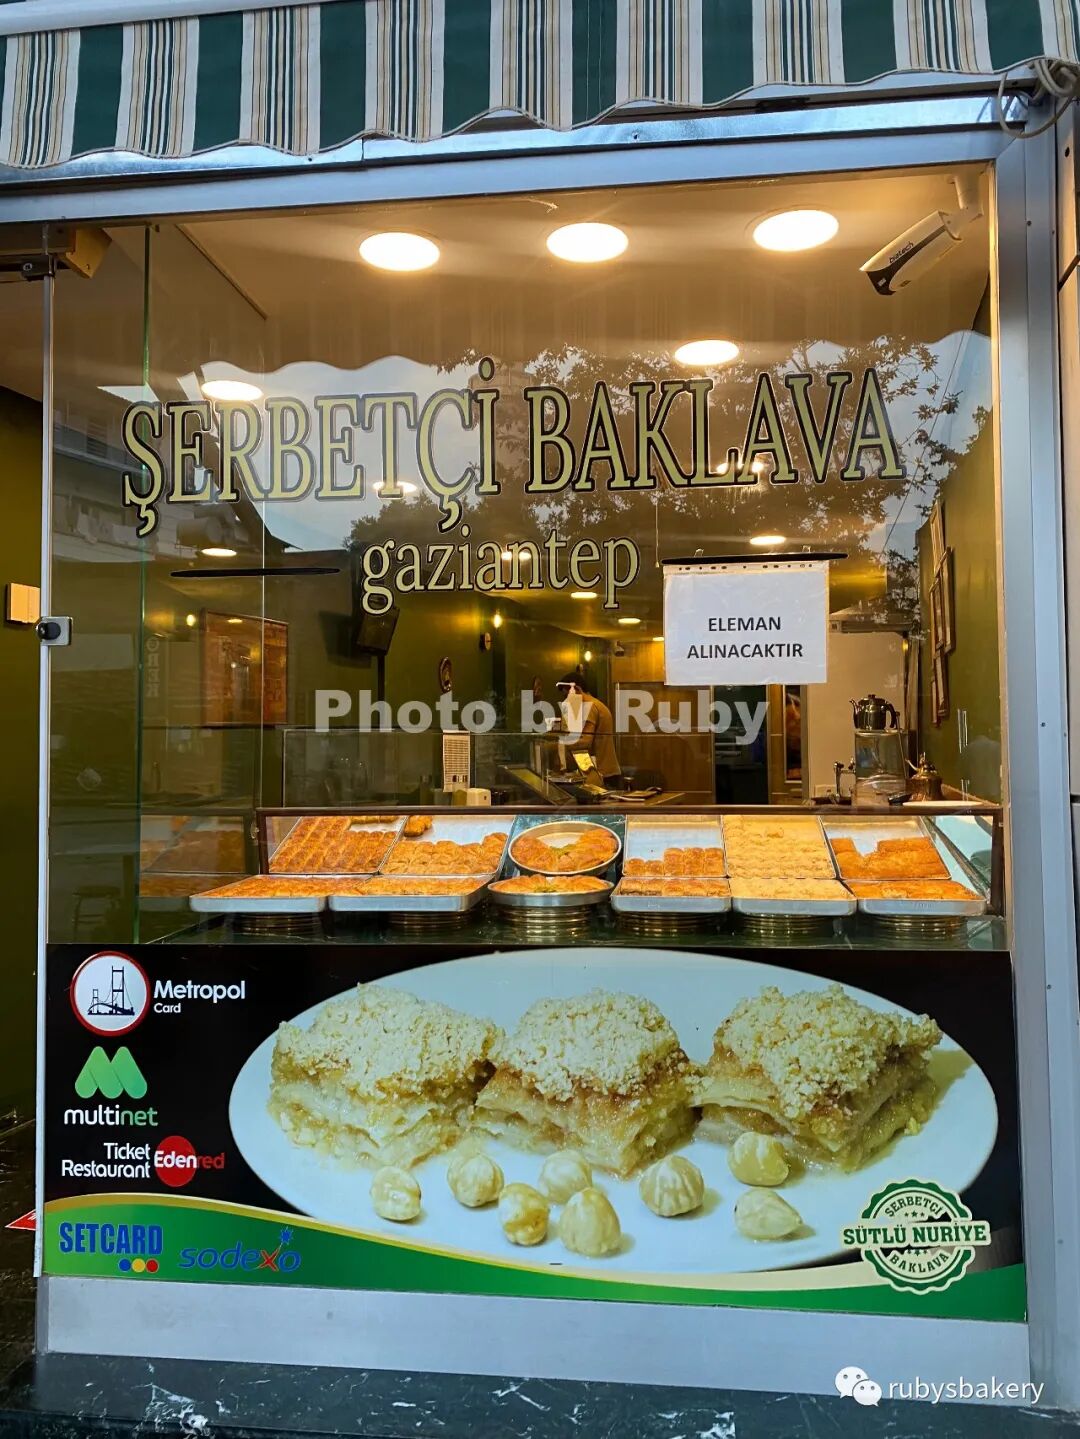 biotech
ŞERBETÇİ BAKLAVA
gaziantep
ELEMAN
ALINACAKTIR
Photo by Ruby
Metropol
Card
multinet
Ticket
Restaurant Edenred
SETCARD
sodexo
ŞERBETÇİ
SÜTLÜ NURİYE
BAKLAVA
rubysbakery